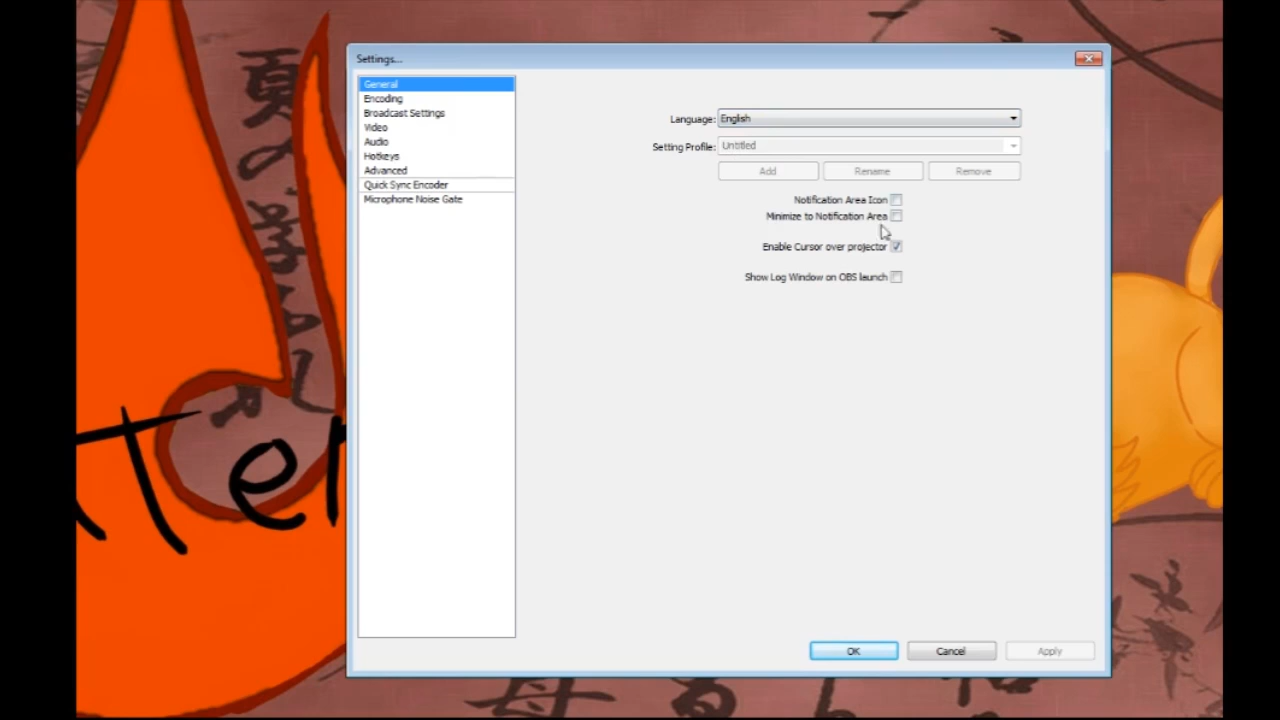 Settings...
General
Encoding
Broadcast Settings
Video
Audio
Hotkeys
Advanced
Quick Sync Encoder
Microphone Noise Gate
Language: English
Setting Profile: Untitled
Add Rename Remove
Notification Area Icon
Minimize to Notification Area
Enable Cursor over projector
Show Log Window on OBS launch
OK Cancel Apply